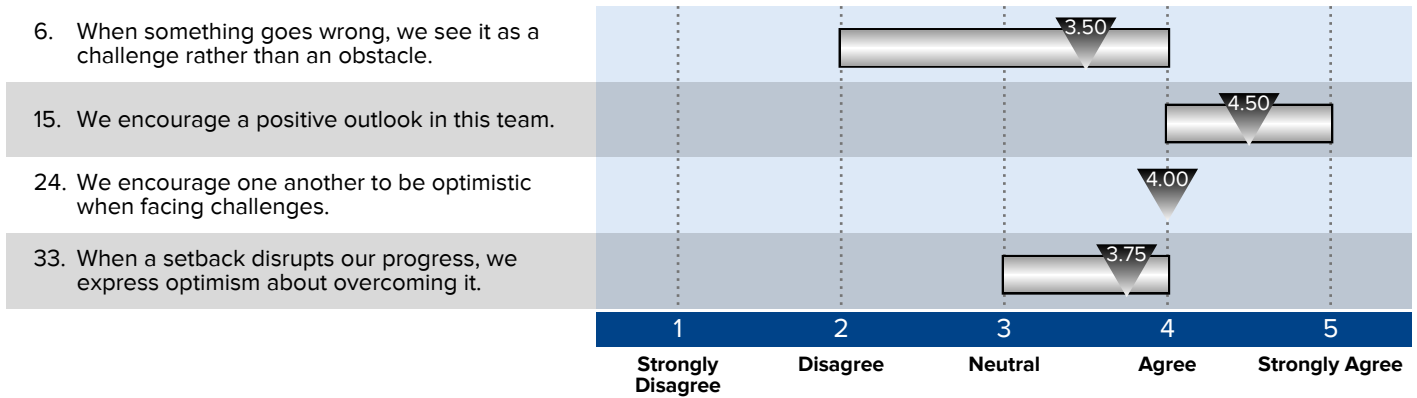 6. When something goes wrong, we see it as a
challenge rather than an obstacle.
3.50
15. We encourage a positive outlook in this team.
4.50
24. We encourage one another to be optimistic
when facing challenges.
4.00
33. When a setback disrupts our progress, we
express optimism about overcoming it.
3.75
1 2 3 4 5
Strongly Disagree Neutral Agree Strongly Agree
Disagree